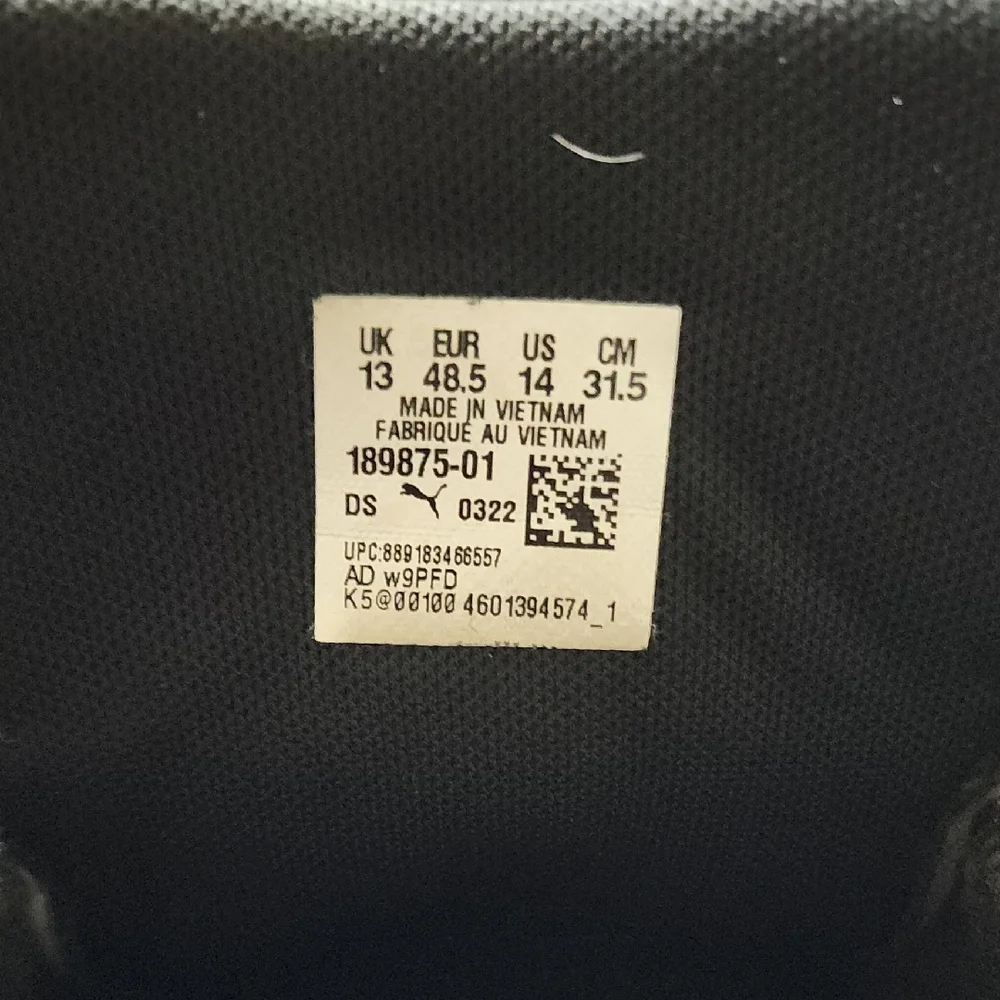 UK EUR US CM
13 48.5 14 31.5
MADE IN VIETNAM
FABRIQUÉ AU VIETNAM
189875-01
DS 0322
UPC:889183466557
AD w9PFD
K5@00100 4601394574_1